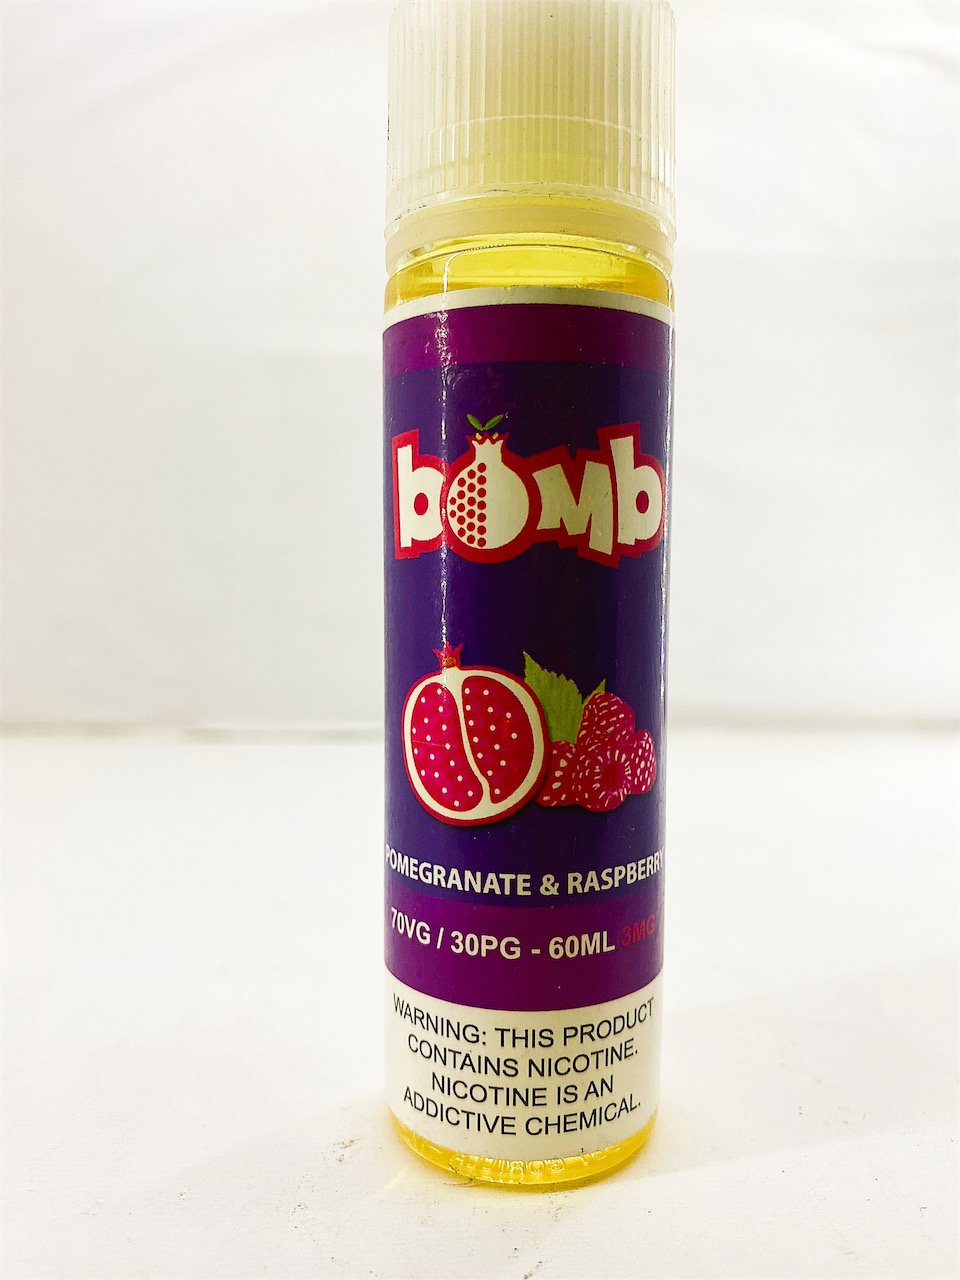 bomb
POMEGRANATE & RASPBERRY
70VG / 30PG - 60ML 3MG
WARNING: THIS PRODUCT
CONTAINS NICOTINE.
NICOTINE IS AN
ADDICTIVE CHEMICAL.